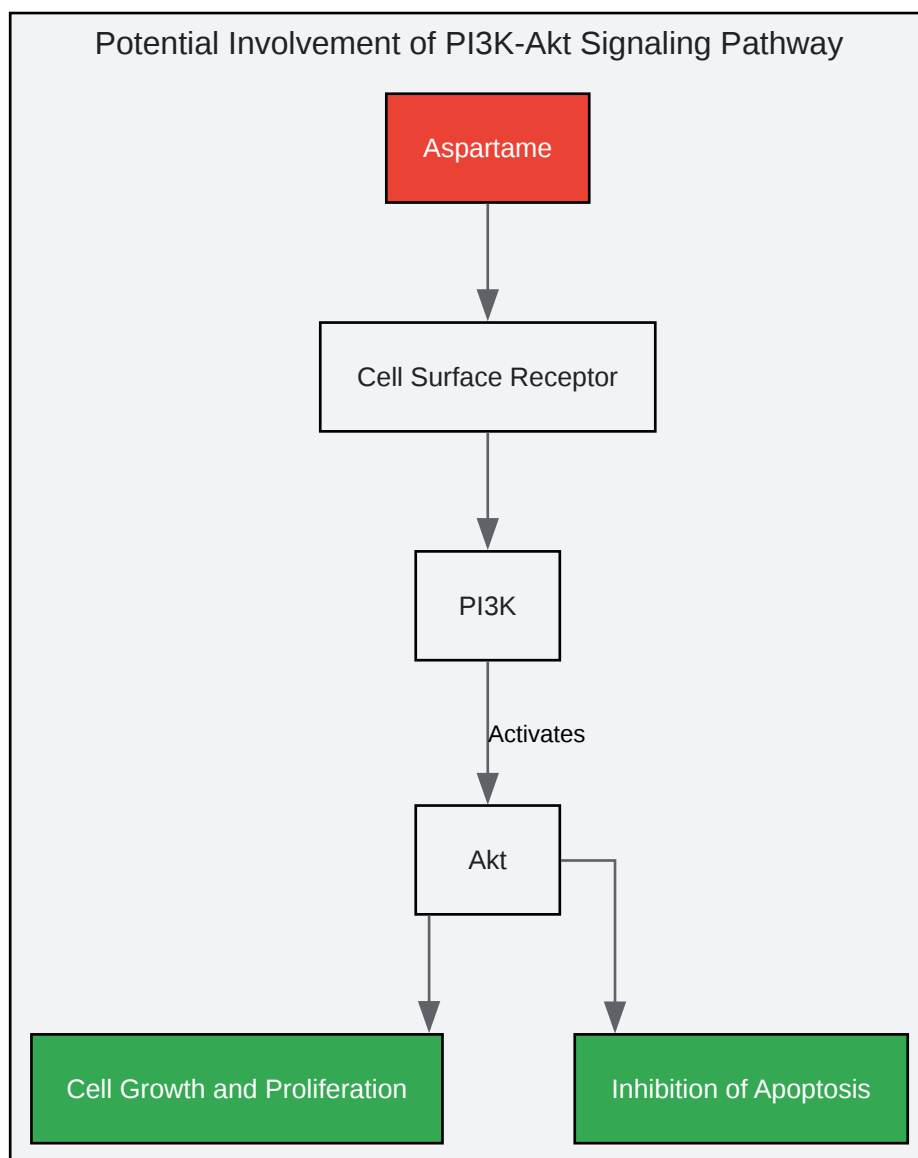 Potential Involvement of PI3K-Akt Signaling Pathway
Aspartame
Cell Surface Receptor
PI3K
Activates
Akt
Cell Growth and Proliferation
Inhibition of Apoptosis